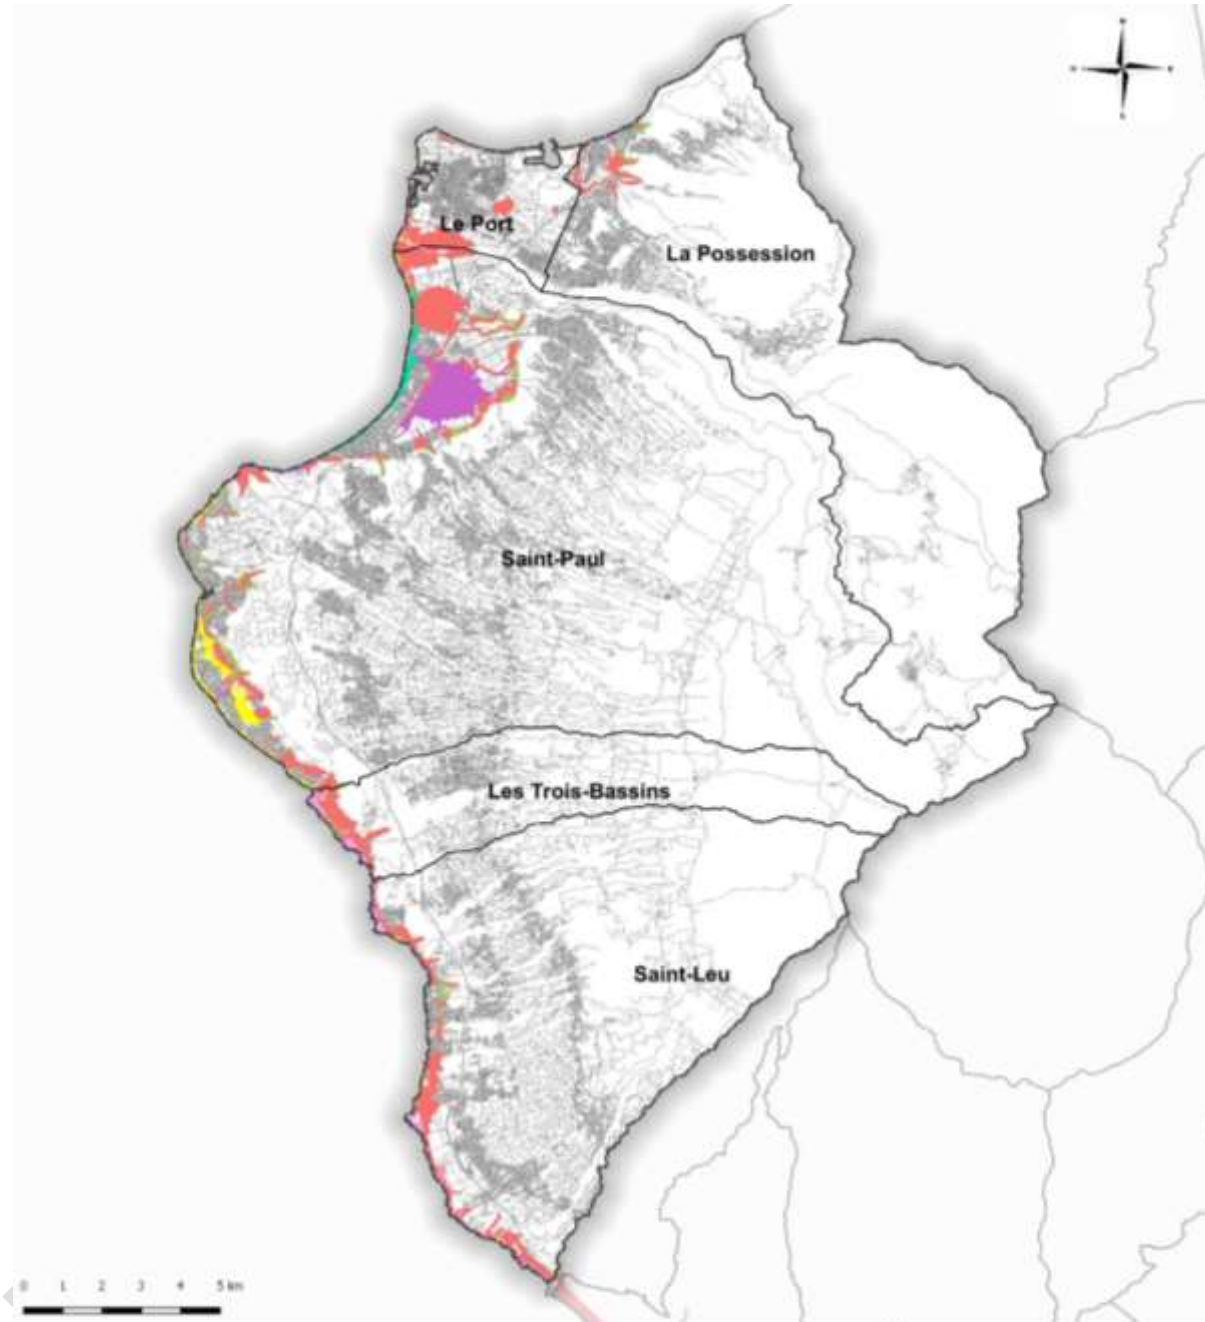 Le Port
La Possession
Saint-Paul
Les Trois-Bassins
Saint-Leu
0 1 2 3 4 5 km